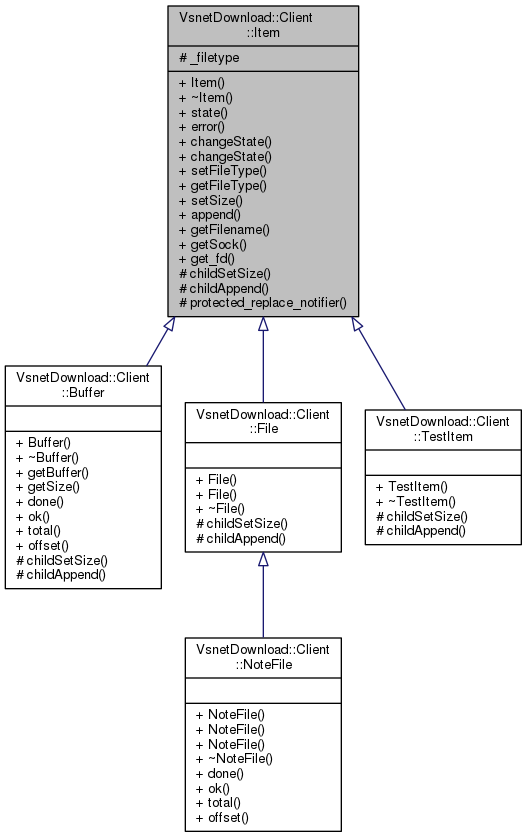 VsnetDownload::Client
::Item
# _filetype
+ Item()
+ ~Item()
+ state()
+ error()
+ changeState()
+ changeState()
+ setFileType()
+ getFileType()
+ setSize()
+ append()
+ getFilename()
+ getSock()
+ get_fd()
# childSetSize()
# childAppend()
# protected_replace_notifier()
VsnetDownload::Client
::Buffer
+ Buffer()
+ ~Buffer()
+ getBuffer()
+ getSize()
+ done()
+ ok()
+ total()
+ offset()
# childSetSize()
# childAppend()
VsnetDownload::Client
::File
+ File()
+ File()
+ ~File()
# childSetSize()
# childAppend()
VsnetDownload::Client
::TestItem
+ TestItem()
+ ~TestItem()
# childSetSize()
# childAppend()
VsnetDownload::Client
::NoteFile
+ NoteFile()
+ NoteFile()
+ NoteFile()
+ ~NoteFile()
+ done()
+ ok()
+ total()
+ offset()